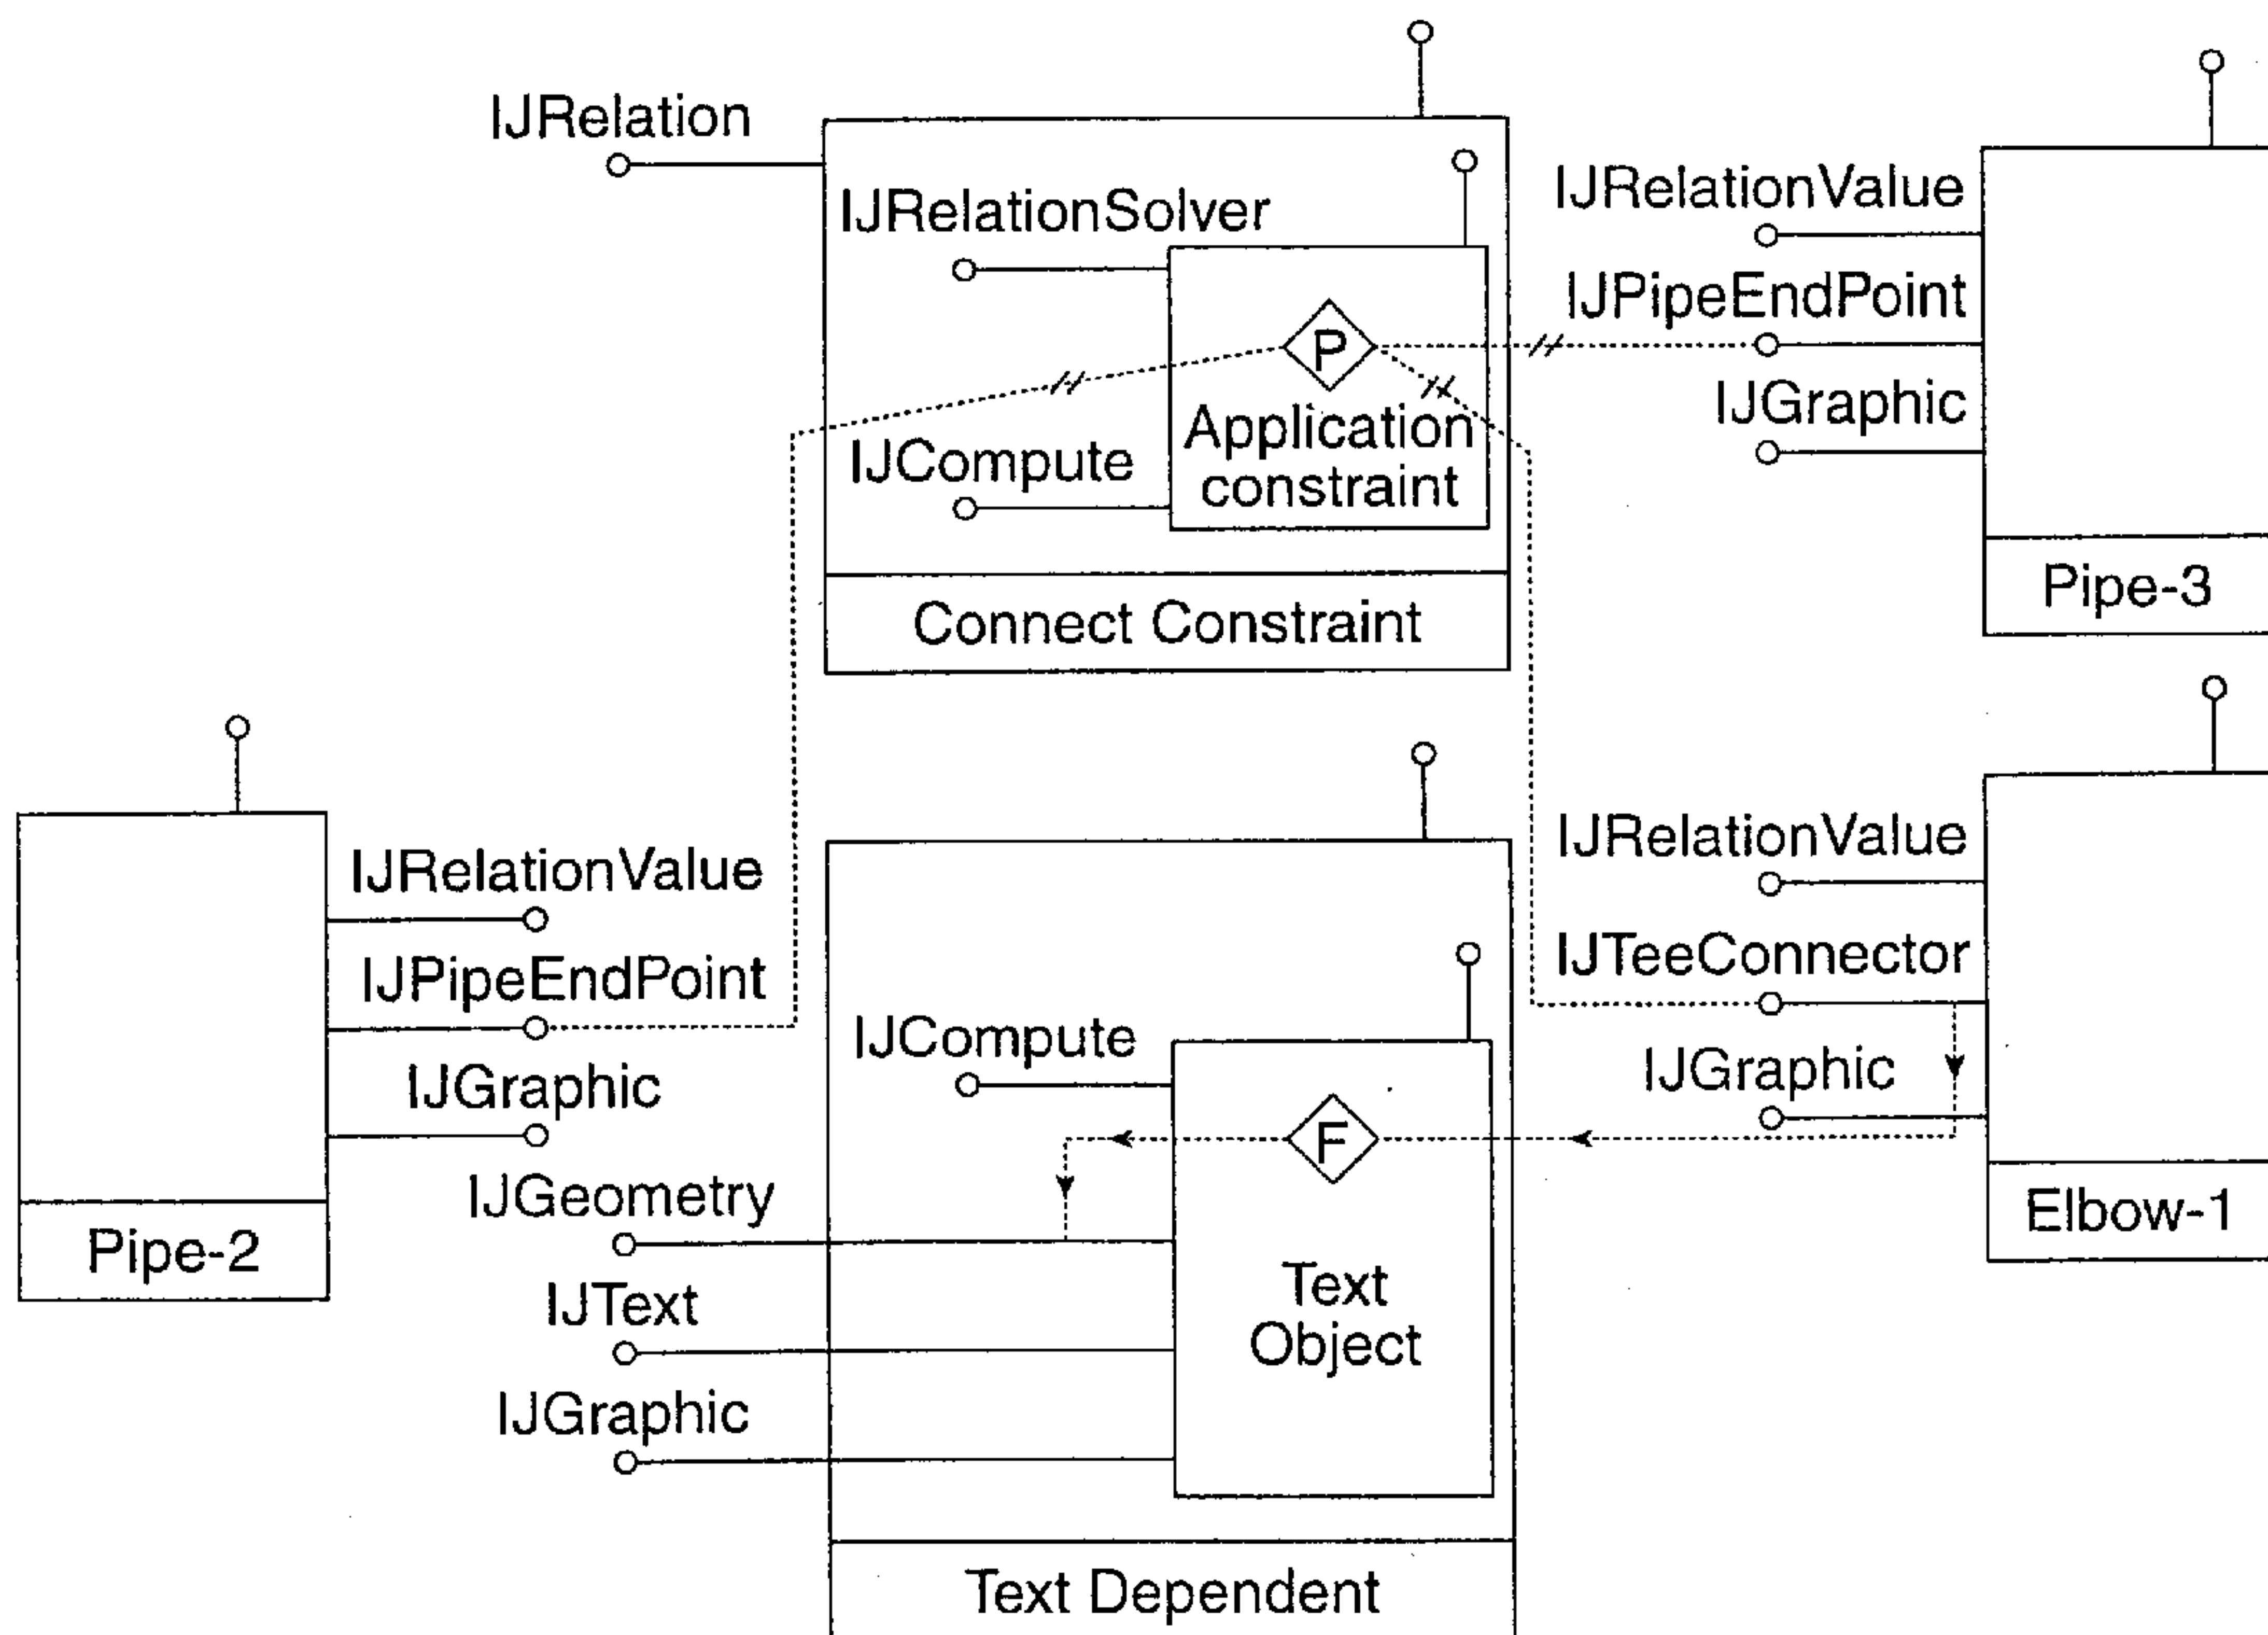 IJRelation
IJRelationSolver
P
Application
constraint
IJCompute
Connect Constraint
IJRelationValue
IJPipeEndPoint
IJGraphic
Pipe-3
IJRelationValue
IJPipeEndPoint
IJGraphic
Pipe-2
IJCompute
F
IJGeometry
IJText
IJGraphic
Text
Object
Text Dependent
IJRelationValue
IJTeeConnector
IJGraphic
Elbow-1